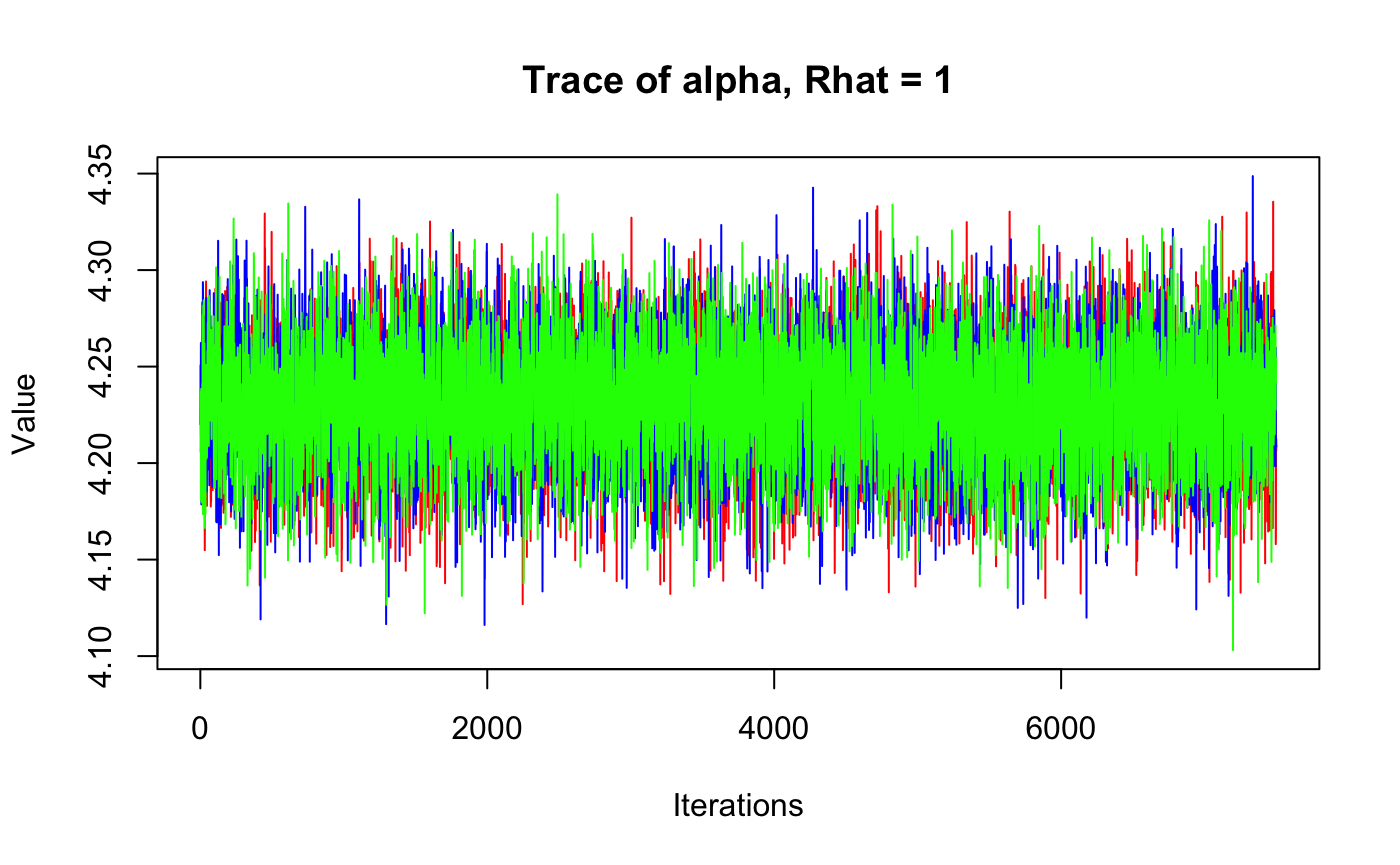 Trace of alpha, Rhat = 1
Value
4.35
4.30
4.25
4.20
4.15
4.10
0 2000 4000 6000
Iterations